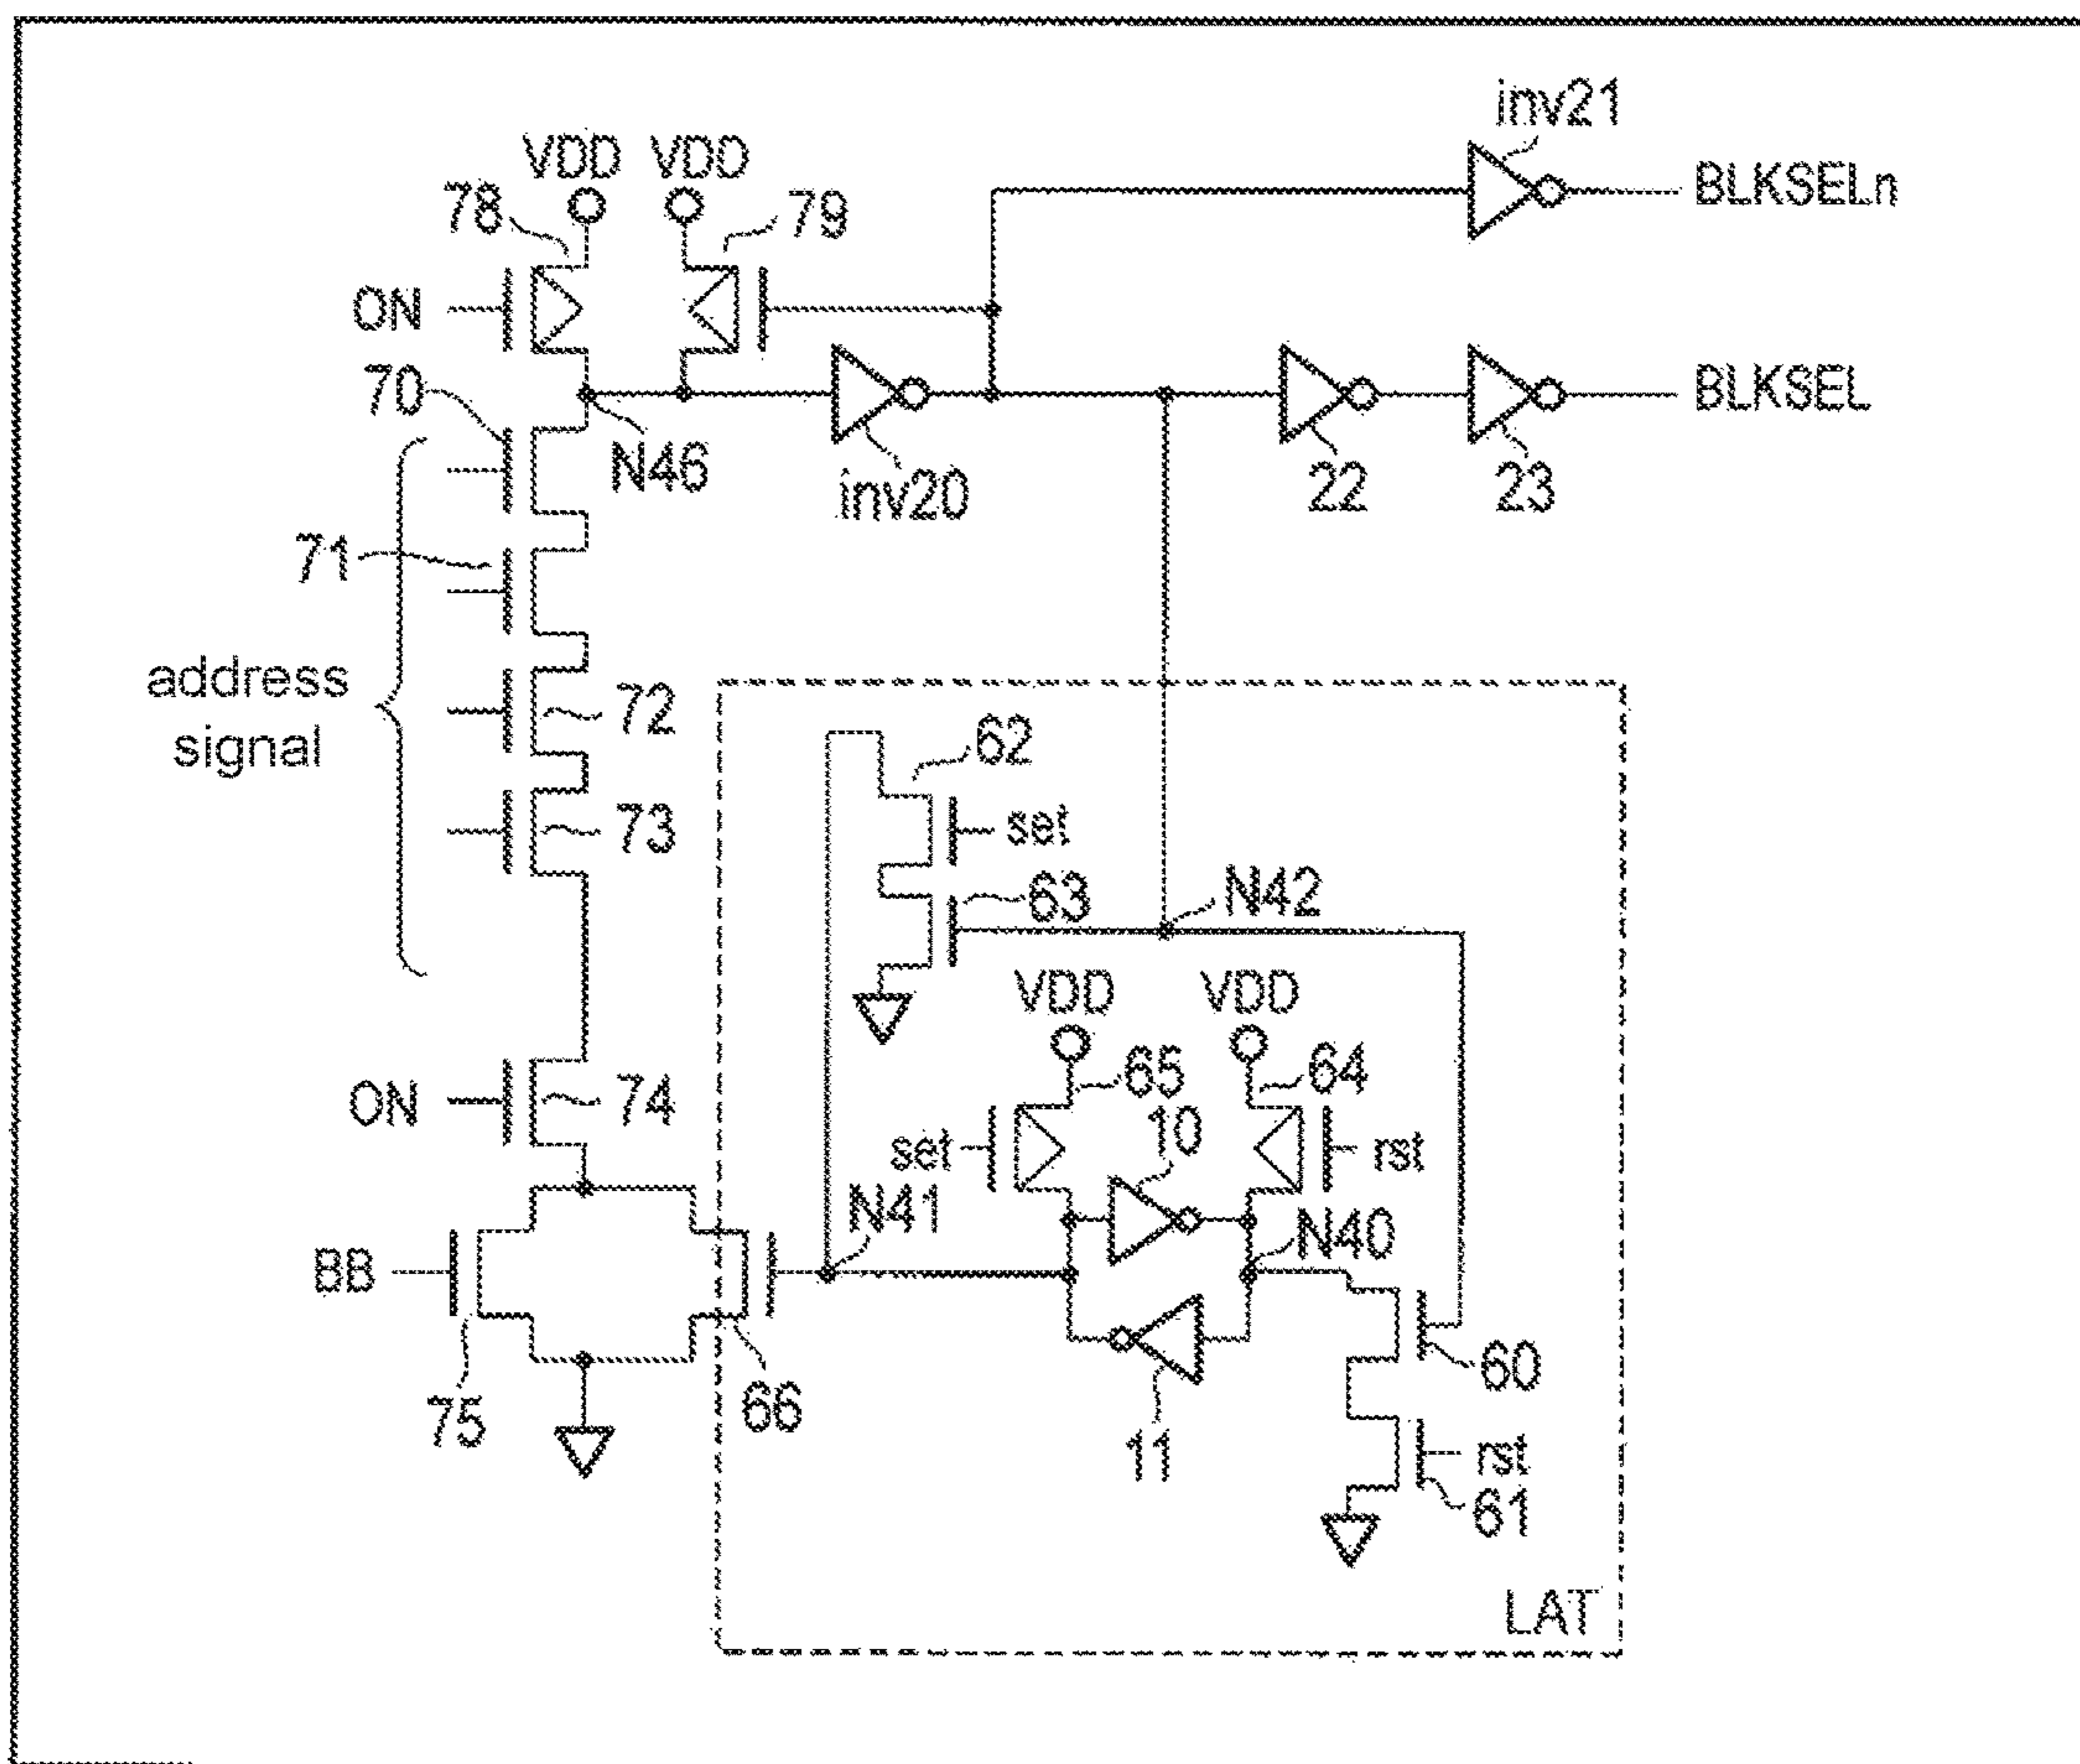 inv21
VDD VDD
BLKSELn
78
79
ON
70
BLKSEL
N46
inv20
22
23
71
address
signal
72
62
set
73
63
N42
VDD VDD
65
64
ON
74
10
set
rst
N41
N40
BB
60
75
66
11
rst
61
LAT